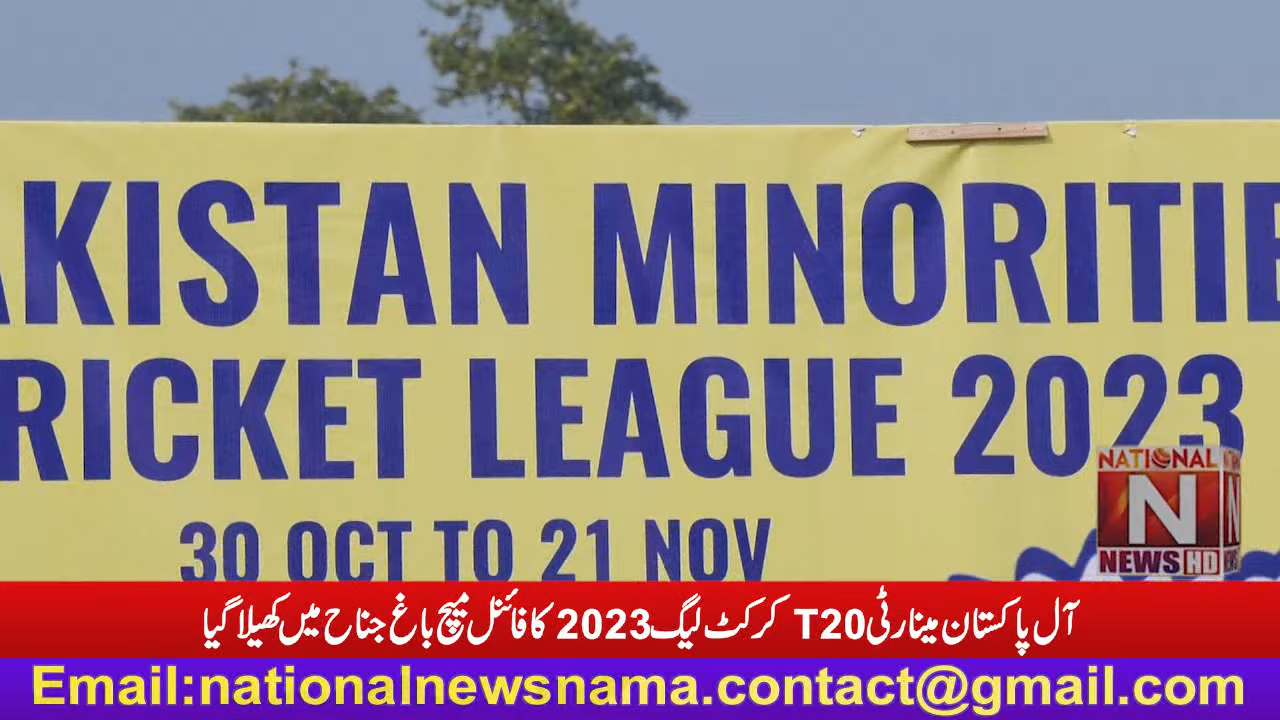 AKISTAN MINORITIE
RICKET LEAGUE 2023
30 OCT TO 21 NOV
NATIONAL
N
NEWS HD
آل پاکستان مینارٹی T20 کرکٹ لیگ 2023 کا فائنل میچ باغ جناح میں کھیلا گیا
Email:nationalnewsnama.contact@gmail.com